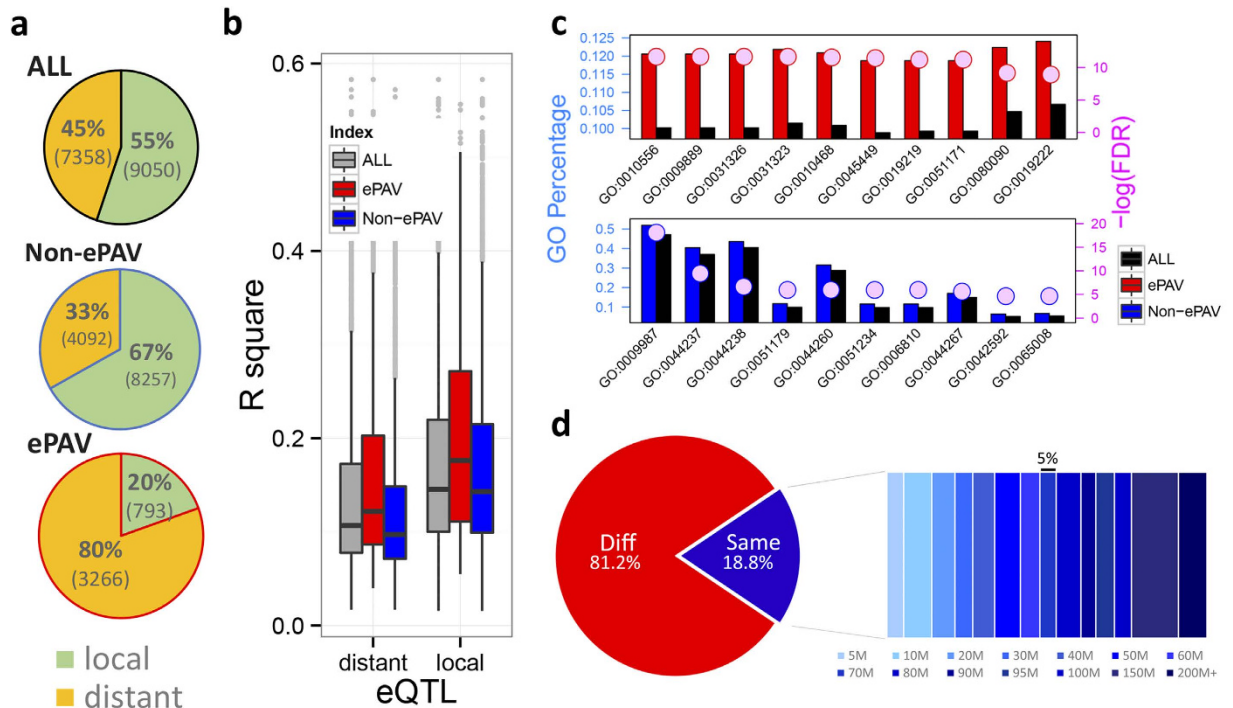 a
ALL
45%
(7358)
55%
(9050)
Non-ePAV
33%
(4092)
67%
(8257)
ePAV
20%
(793)
80%
(3266)
local
distant
b
R square
0.6
0.4
0.2
0.0
Index
ALL
ePAV
Non-ePAV
distant
local
eQTL
c
GO Percentage
0.125
0.120
0.115
0.110
0.105
0.100
10
5
0
-log(FDR)
GO:0010556
GO:0009889
GO:0031326
GO:0031323
GO:0010468
GO:0045449
GO:0019219
GO:0051171
GO:0080090
GO:0019222
0.5
0.4
0.3
0.2
0.1
20
15
10
5
0
ALL
ePAV
Non-ePAV
GO:0009987
GO:0044237
GO:0044238
GO:0051179
GO:0044260
GO:0051234
GO:0006810
GO:0044267
GO:0042592
GO:0065008
d
Diff
81.2%
Same
18.8%
5%
5M 10M 20M 30M 40M 50M 60M
70M 80M 90M 95M 100M 150M 200M+